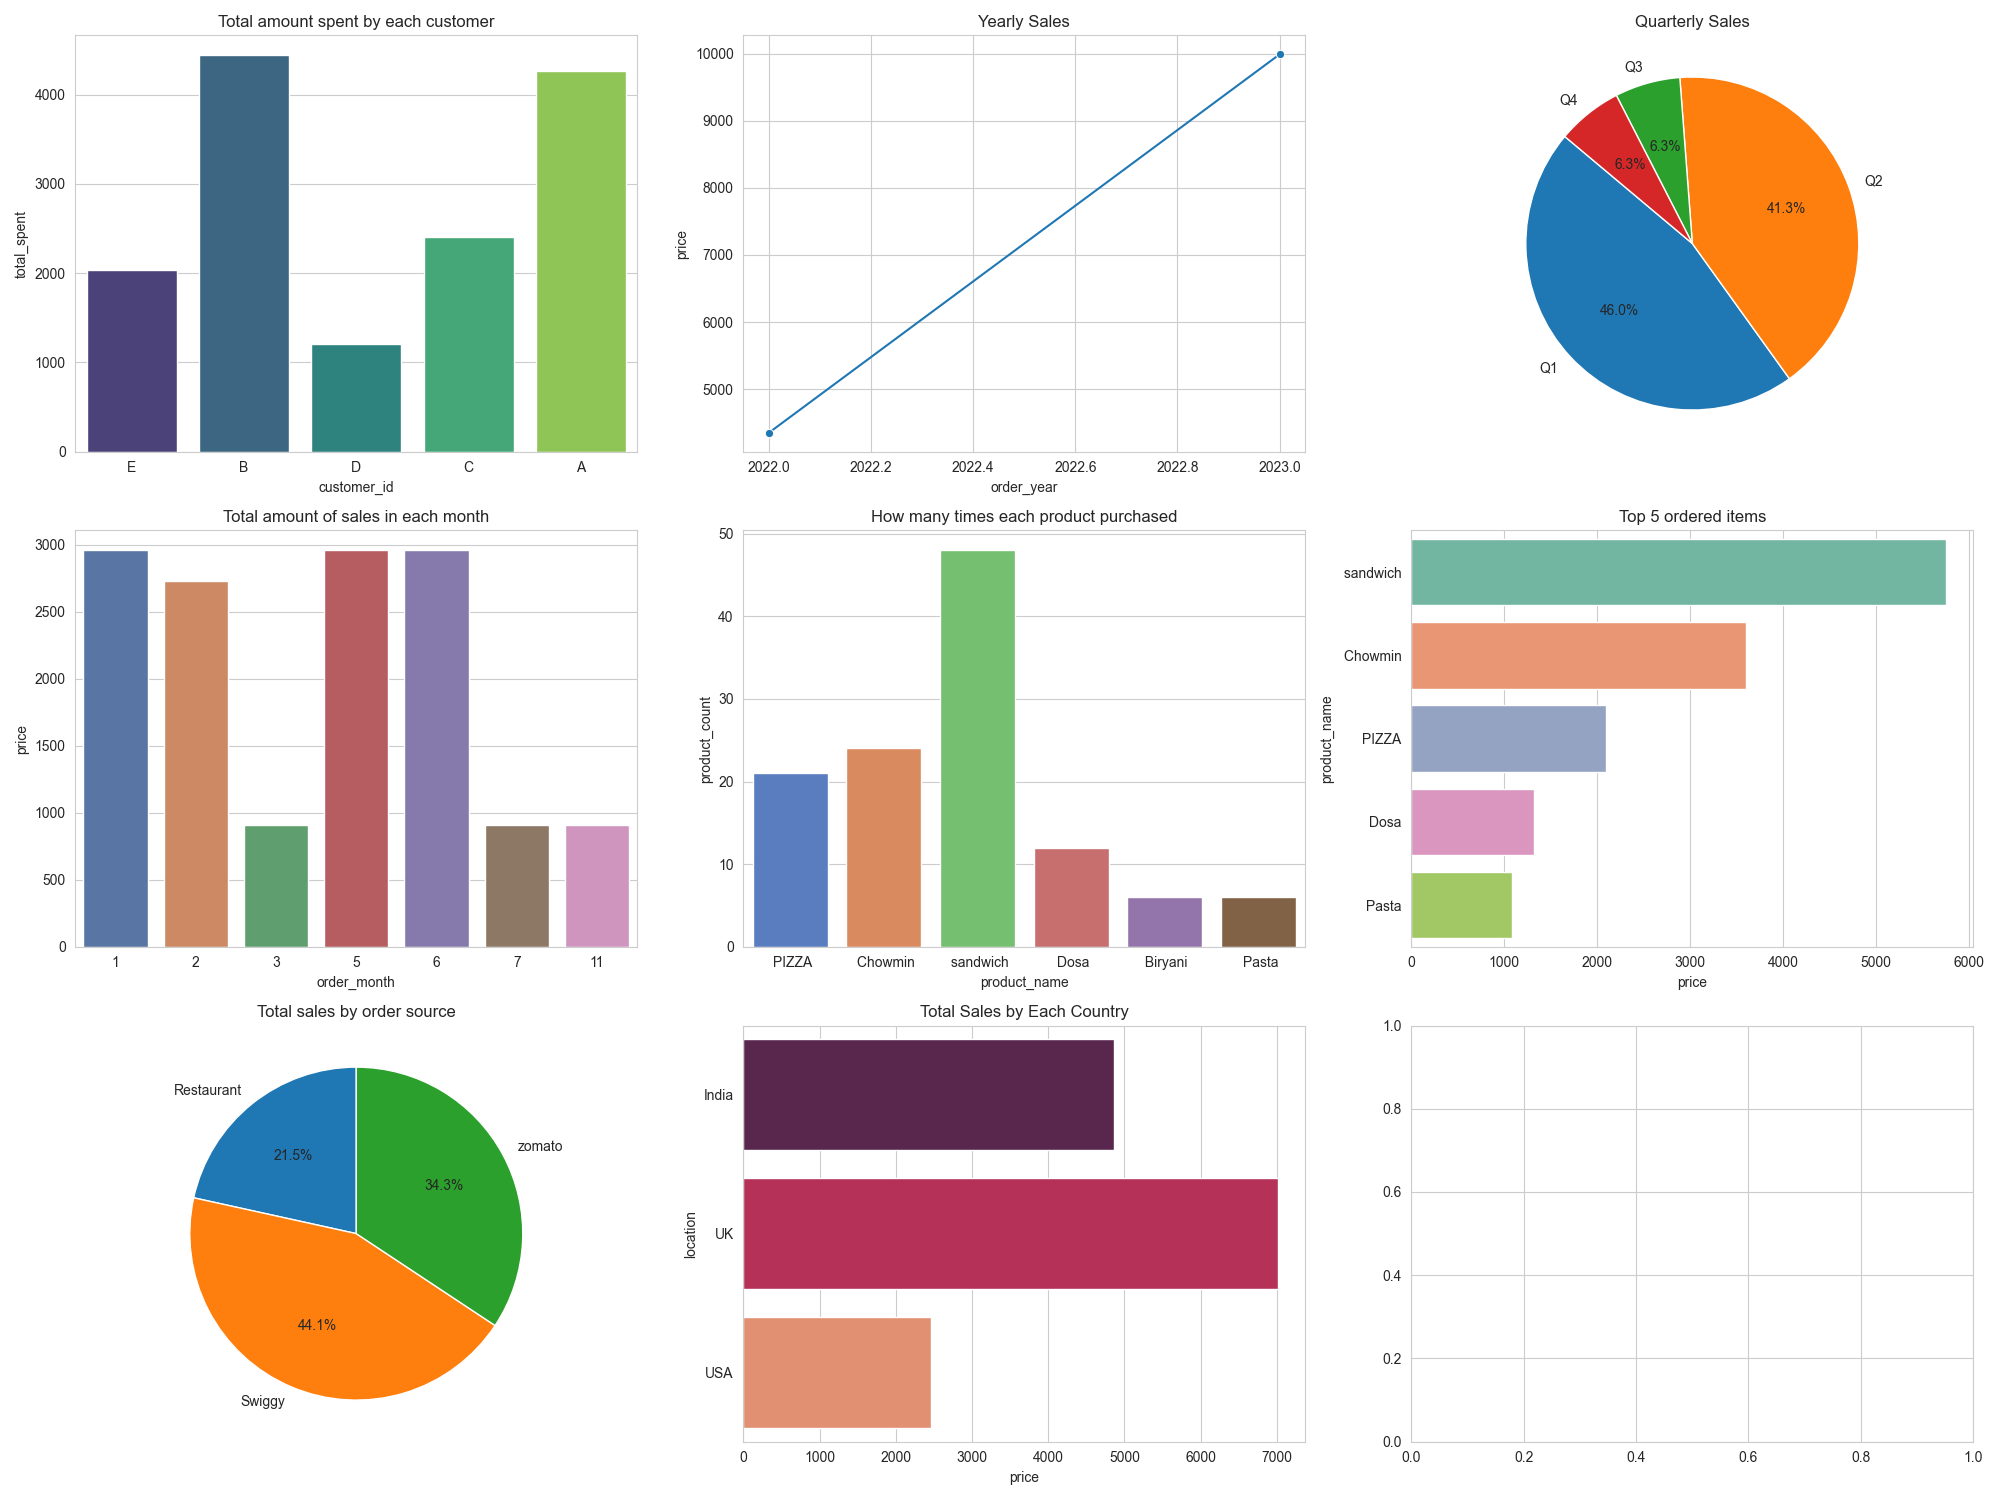 Total amount spent by each customer
total_spent
4000
3000
2000
1000
0
E B D C A
customer_id
Yearly Sales
price
10000
9000
8000
7000
6000
5000
2022.0 2022.2 2022.4 2022.6 2022.8 2023.0
order_year
Quarterly Sales
Q3
Q4
6.3%
6.3%
Q2
41.3%
46.0%
Q1
Total amount of sales in each month
price
3000
2500
2000
1500
1000
500
0
1 2 3 5 6 7 11
order_month
How many times each product purchased
product_count
50
40
30
20
10
0
PIZZA Chowmin sandwich Dosa Biryani Pasta
product_name
Top 5 ordered items
product_name
sandwich
Chowmin
PIZZA
Dosa
Pasta
0 1000 2000 3000 4000 5000 6000
price
Total sales by order source
Restaurant
zomato
21.5%
34.3%
44.1%
Swiggy
Total Sales by Each Country
location
India
UK
USA
0 1000 2000 3000 4000 5000 6000 7000
price
1.0
0.8
0.6
0.4
0.2
0.0
0.0 0.2 0.4 0.6 0.8 1.0